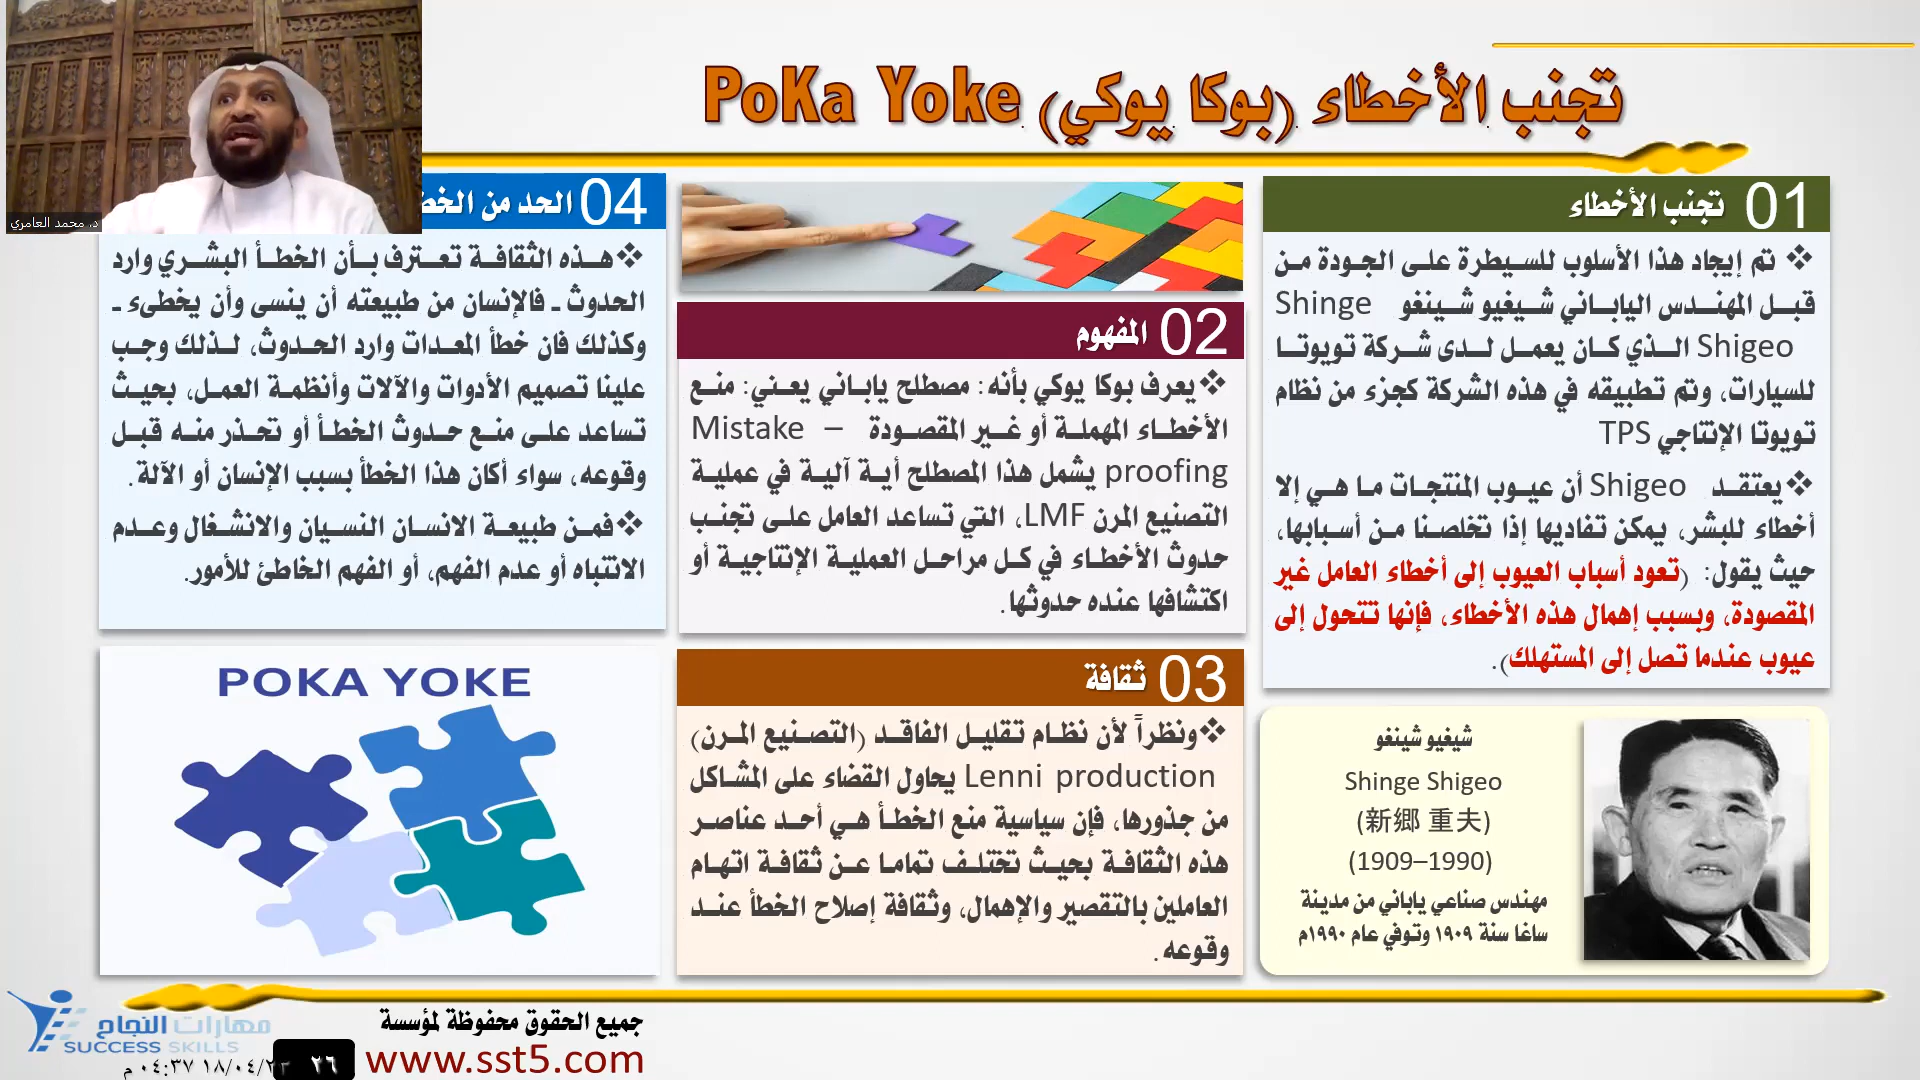 تجنب الأخطاء (بوكا يوكي) PoKa Yoke
01 تجنب الأخطاء
❖ تم إيجاد هذا الأسلوب للسيطرة على الجودة من
قبل المهندس الياباني شيغيو شينغو Shinge
Shigeo الذي كان يعمل لدى شركة تويوتا
للسيارات، وتم تطبيقه في هذه الشركة كجزء من نظام
تويوتا الإنتاجي TPS
❖يعتقد Shigeo أن عيوب المنتجات ما هي إلا
أخطاء للبشر، يمكن تفاديها إذا تخلصنا من أسبابها،
حيث يقول: (تعود أسباب العيوب إلى أخطاء العامل غير
المقصودة، وبسبب إهمال هذه الأخطاء، فإنها تتحول إلى
عيوب عندما تصل إلى المستهلك).
شيغيو شينغو
Shinge Shigeo
(新郷 重夫)
(1909–1990)
مهندس صناعي ياباني من مدينة
ساغا سنة ١٩٠٩ وتوفي عام ١٩٩٠م
02 المفهوم
❖يعرف بوكا يوكي بأنه: مصطلح ياباني يعني: منع
الأخطاء المهملة أو غير المقصودة – Mistake
proofing يشمل هذا المصطلح أية آلية في عملية
التصنيع المرن LMF، التي تساعد العامل على تجنب
حدوث الأخطاء في كل مراحل العملية الإنتاجية أو
اكتشافها عنده حدوثها.
03 ثقافة
❖ونظراً لأن نظام تقليل الفاقد (التصنيع المرن)
Lenni production يحاول القضاء على المشاكل
من جذورها، فإن سياسية منع الخطأ هي أحد عناصر
هذه الثقافة بحيث تختلف تماما عن ثقافة اتهام
العاملين بالتقصير والإهمال، وثقافة إصلاح الخطأ عند
وقوعه.
04 الحد من الخط
❖هذه الثقافة تعترف بأن الخطأ البشري وارد
الحدوث ـ فالإنسان من طبيعته أن ينسى وأن يخطىء ـ
وكذلك فان خطأ المعدات وارد الحدوث، لذلك وجب
علينا تصميم الأدوات والآلات وأنظمة العمل، بحيث
تساعد على منع حدوث الخطأ أو تحذر منه قبل
وقوعه، سواء أكان هذا الخطأ بسبب الإنسان أو الآلة.
❖فمن طبيعة الانسان النسيان والانشغال وعدم
الانتباه أو عدم الفهم، أو الفهم الخاطئ للأمور.
POKA YOKE
د. محمد العامري
جميع الحقوق محفوظة لمؤسسة
www.sst5.com
مهارات النجاح
SUCCESS SKILLS
٢٦
١٨/٠٤/٢٣ ٠٤:٣٧ م